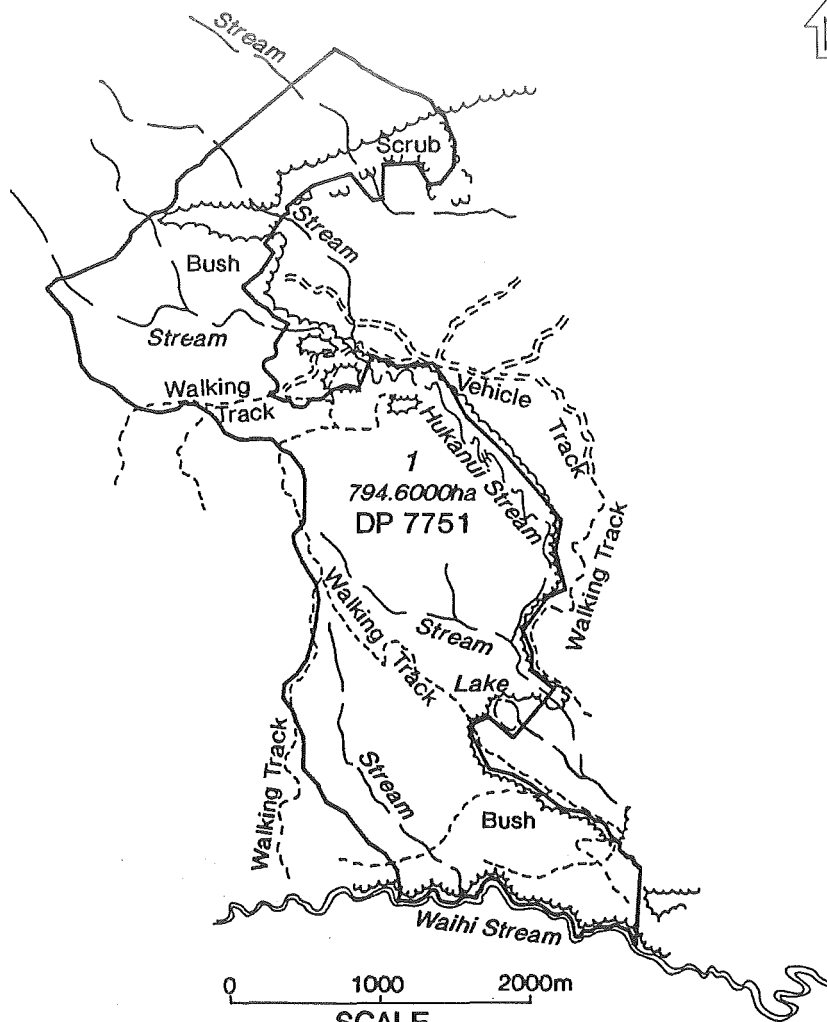 Stream
Scrub
Stream
Bush
Stream
Walking
Track
Vehicle
Track
Hukanui Stream
1
794.6000ha
DP 7751
Walking Track
Walking
Track
Stream
Lake
Walking Track
Stream
Bush
Waihi Stream
0 1000 2000m
SCALE